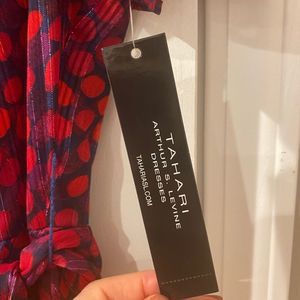 TAHARI
ARTHUR S. LEVINE
DRESSES
TAHARIASL.COM